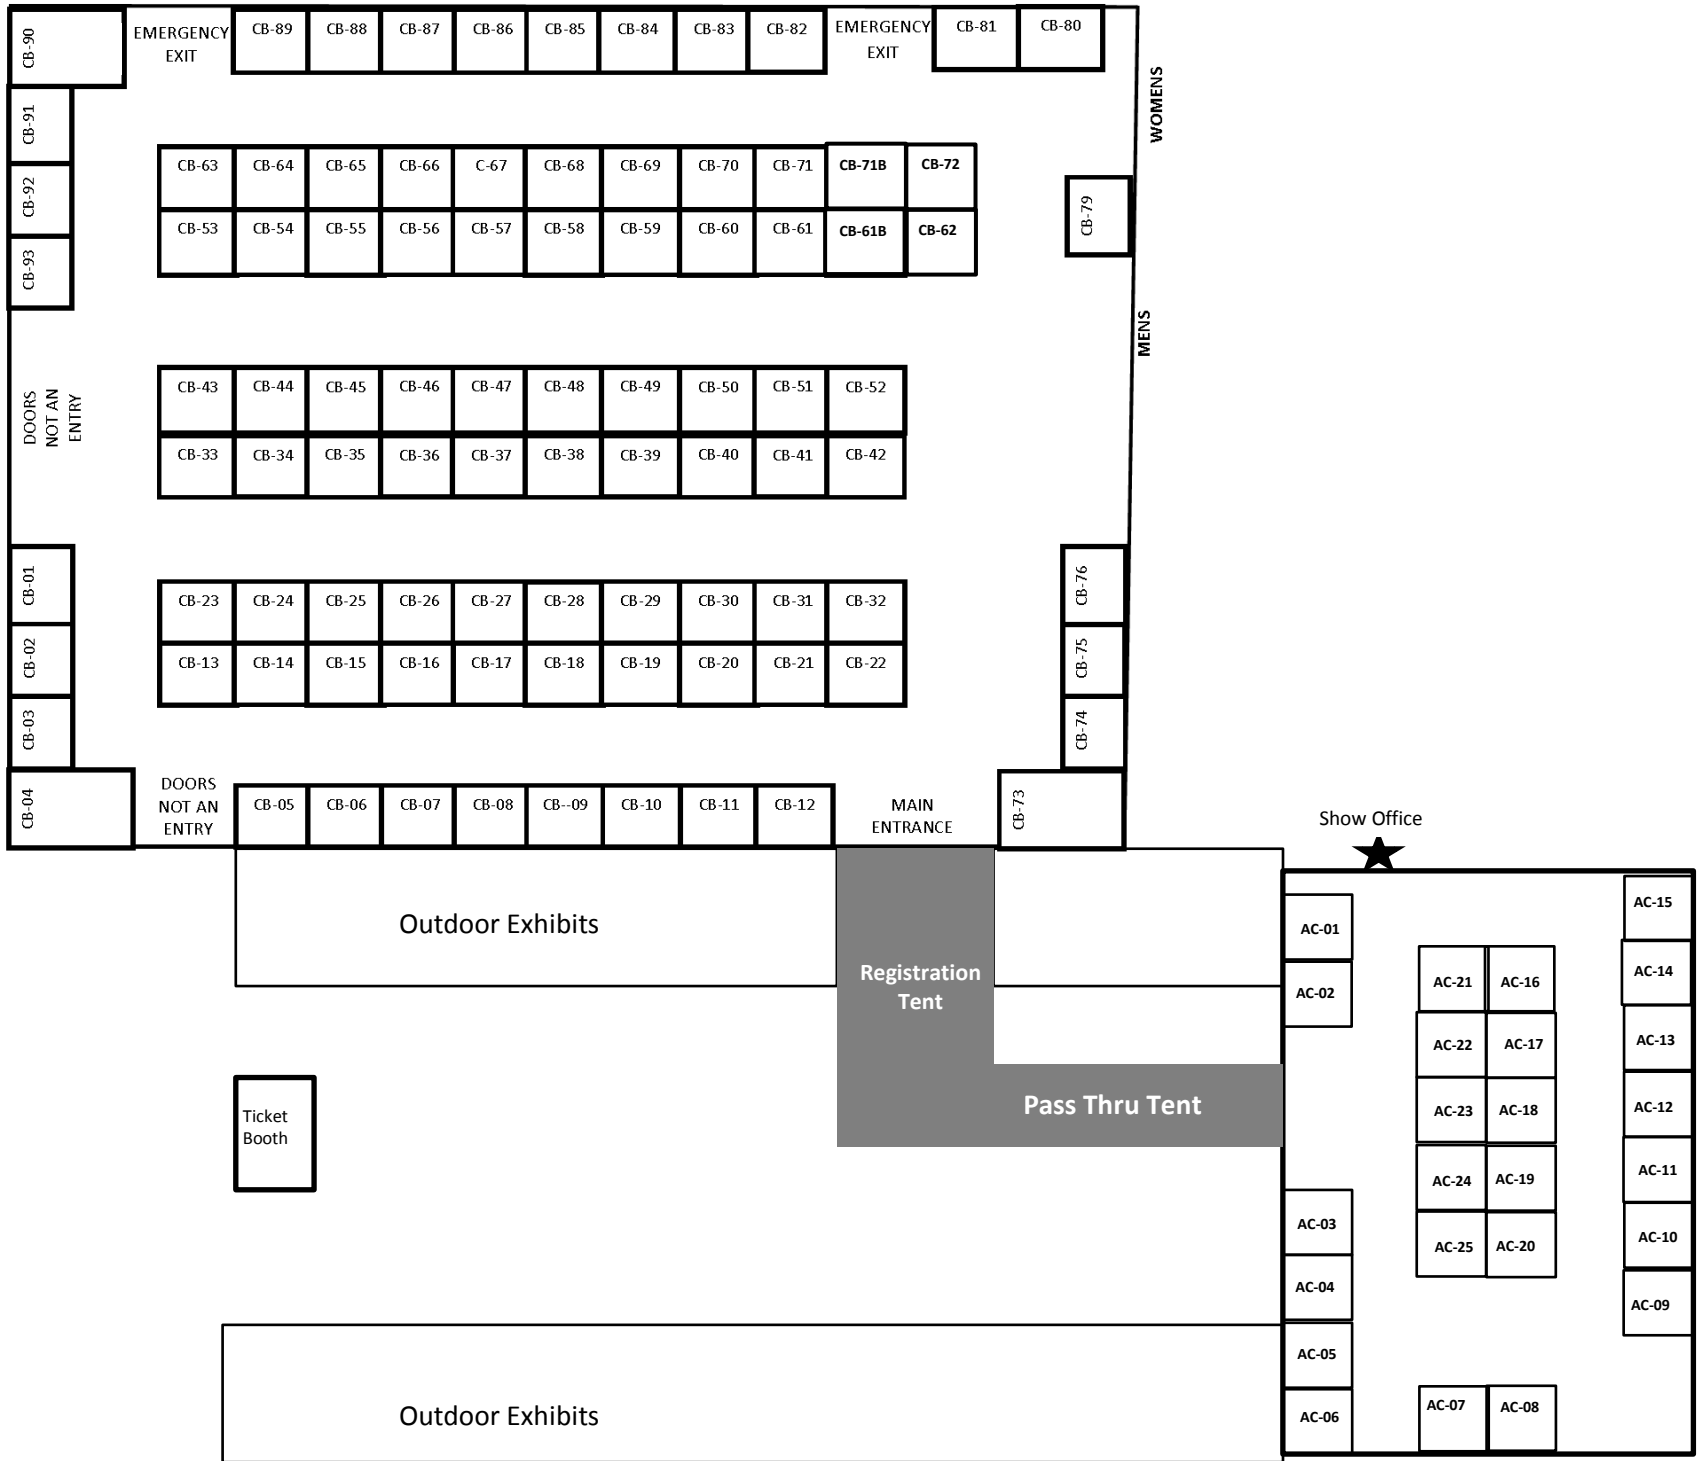 CB-90
EMERGENCY
EXIT
CB-89
CB-88
CB-87
CB-86
CB-85
CB-84
CB-83
CB-82
EMERGENCY
EXIT
CB-81
CB-80
WOMENS
CB-91
CB-92
CB-93
CB-63
CB-64
CB-65
CB-66
C-67
CB-68
CB-69
CB-70
CB-71
CB-71B
CB-72
CB-53
CB-54
CB-55
CB-56
CB-57
CB-58
CB-59
CB-60
CB-61
CB-61B
CB-62
CB-79
MENS
DOORS
NOT AN
ENTRY
CB-43
CB-44
CB-45
CB-46
CB-47
CB-48
CB-49
CB-50
CB-51
CB-52
CB-33
CB-34
CB-35
CB-36
CB-37
CB-38
CB-39
CB-40
CB-41
CB-42
CB-01
CB-02
CB-03
CB-04
CB-23
CB-24
CB-25
CB-26
CB-27
CB-28
CB-29
CB-30
CB-31
CB-32
CB-13
CB-14
CB-15
CB-16
CB-17
CB-18
CB-19
CB-20
CB-21
CB-22
CB-76
CB-75
CB-74
CB-73
DOORS
NOT AN
ENTRY
CB-05
CB-06
CB-07
CB-08
CB--09
CB-10
CB-11
CB-12
MAIN
ENTRANCE
Show Office
Outdoor Exhibits
Registration
Tent
Pass Thru Tent
Ticket
Booth
Outdoor Exhibits
AC-01
AC-02
AC-03
AC-04
AC-05
AC-06
AC-21
AC-16
AC-22
AC-17
AC-23
AC-18
AC-24
AC-19
AC-25
AC-20
AC-07
AC-08
AC-15
AC-14
AC-13
AC-12
AC-11
AC-10
AC-09